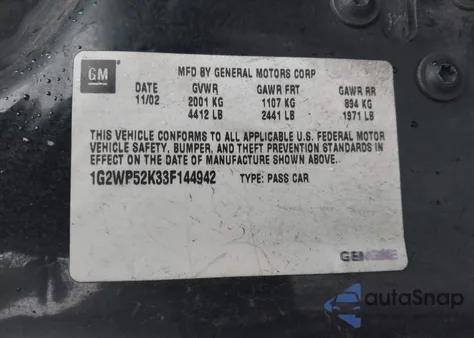 GM
MFD BY GENERAL MOTORS CORP
DATE GVWR GAWR FRT GAWR RR
11/02 2001 KG 1107 KG 894 KG
4412 LB 2441 LB 1971 LB
THIS VEHICLE CONFORMS TO ALL APPLICABLE U.S. FEDERAL MOTOR
VEHICLE SAFETY, BUMPER, AND THEFT PREVENTION STANDARDS
IN EFFECT ON THE DATE OF MANUFACTURE SHOWN ABOVE.
1G2WP52K33F144942 TYPE: PASS CAR
autoSnap